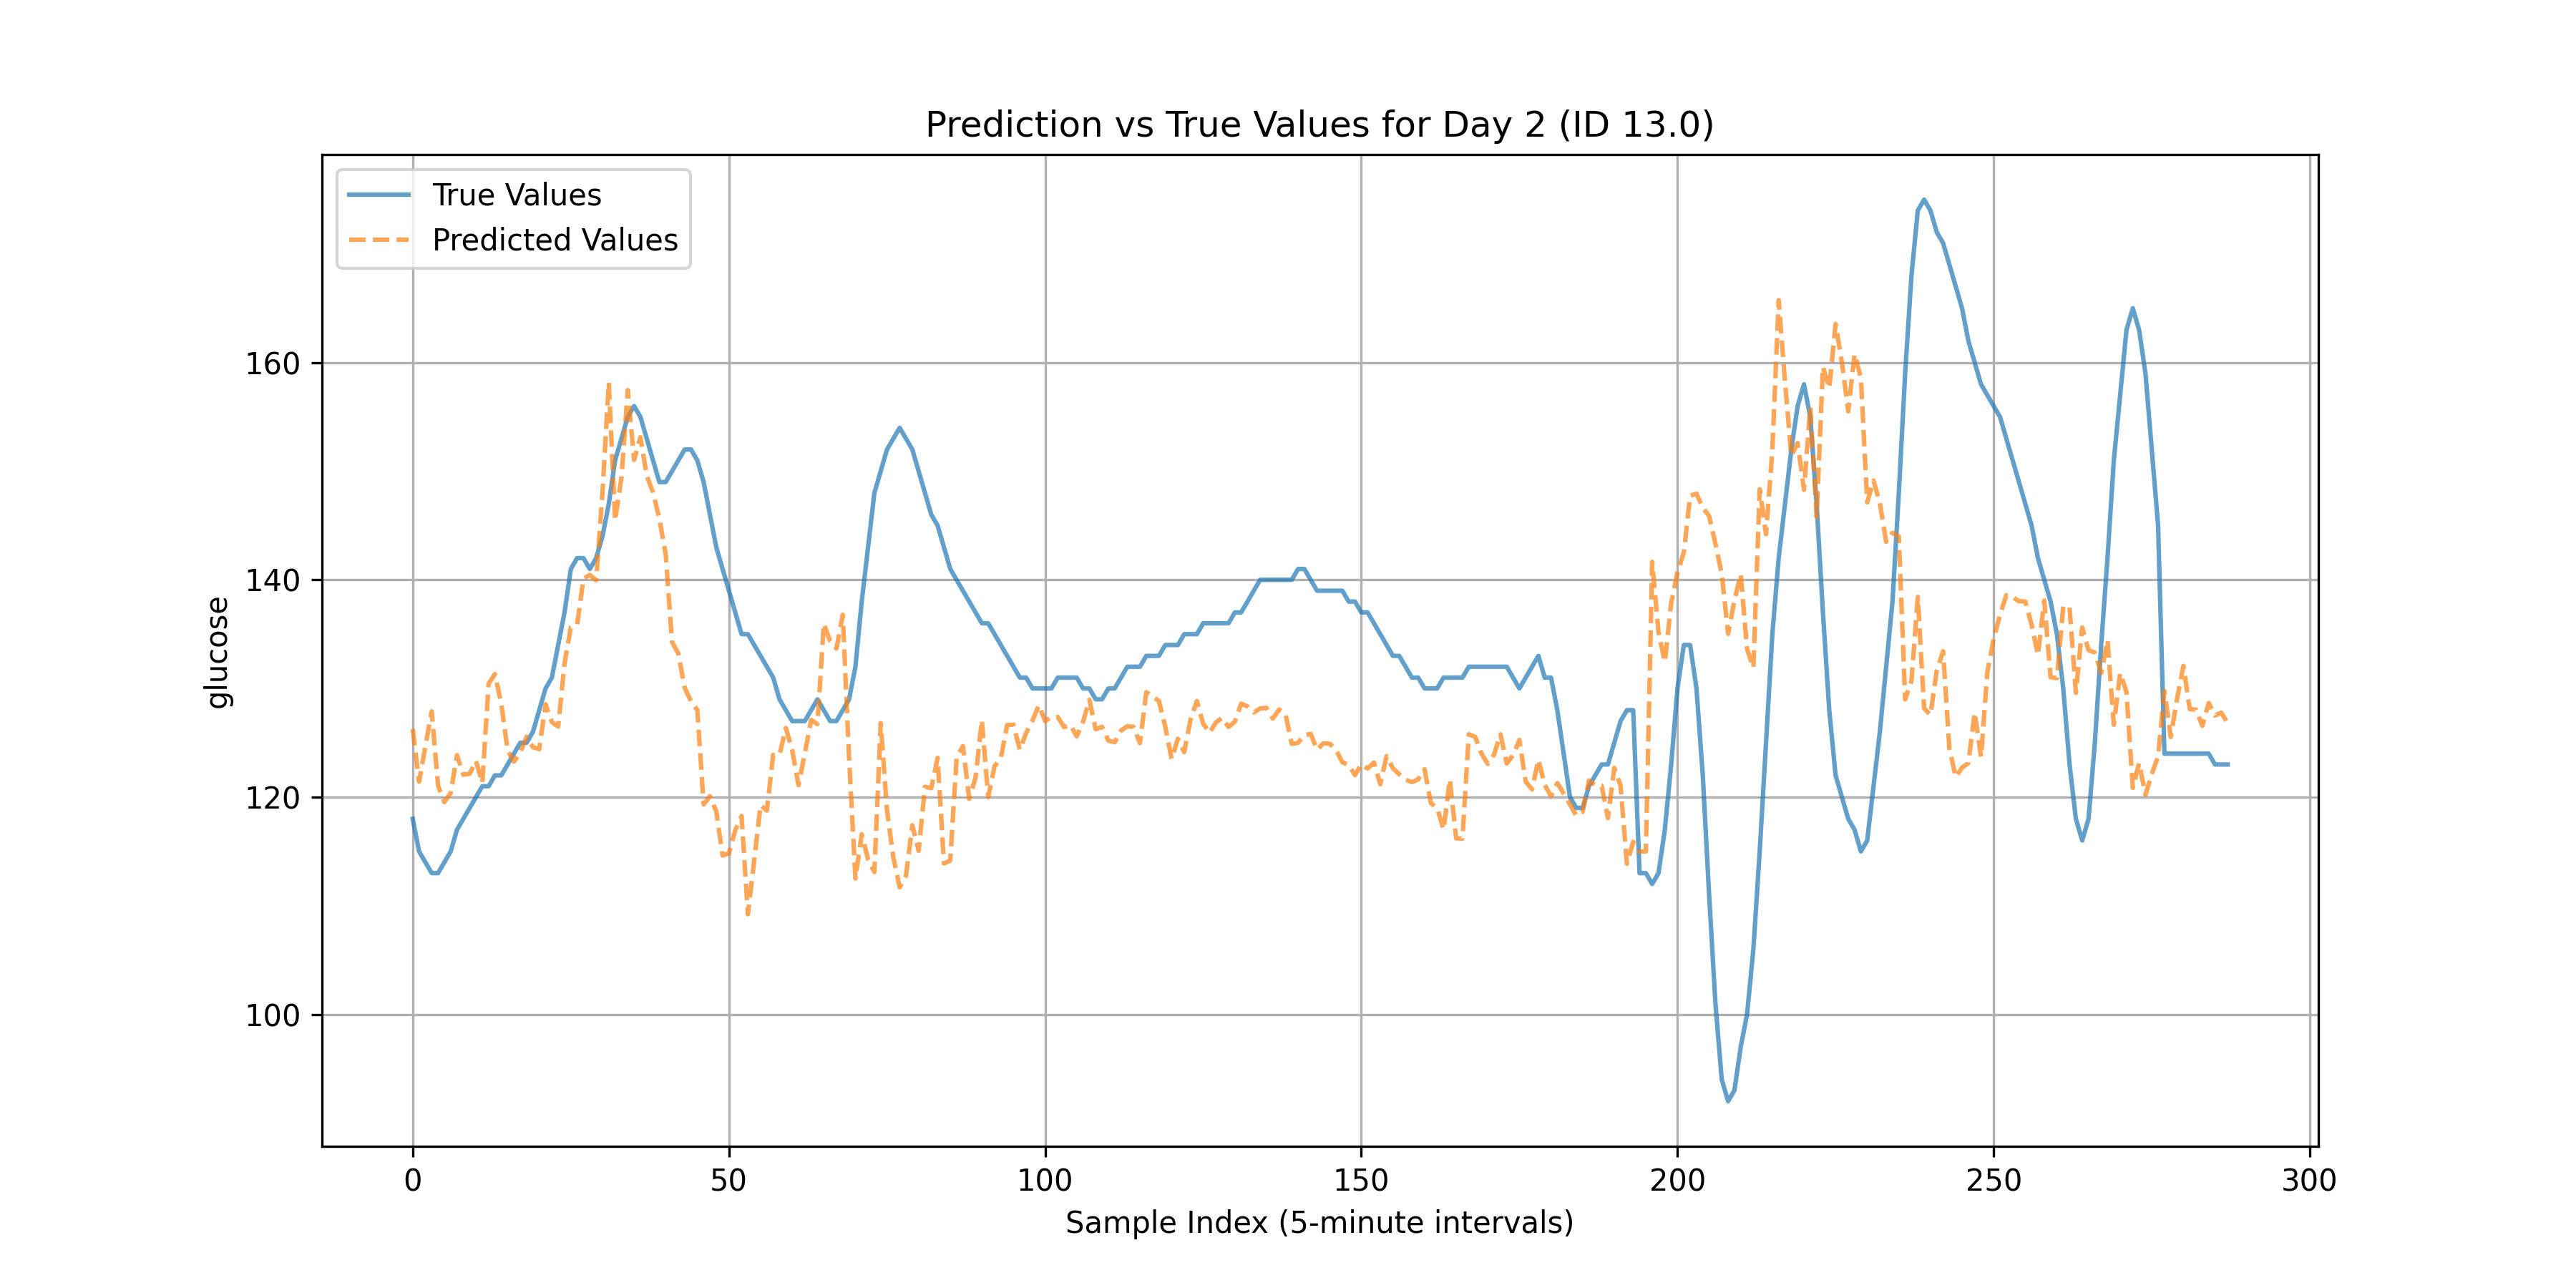 Prediction vs True Values for Day 2 (ID 13.0)
True Values
Predicted Values
glucose
160
140
120
100
0 50 100 150 200 250 300
Sample Index (5-minute intervals)